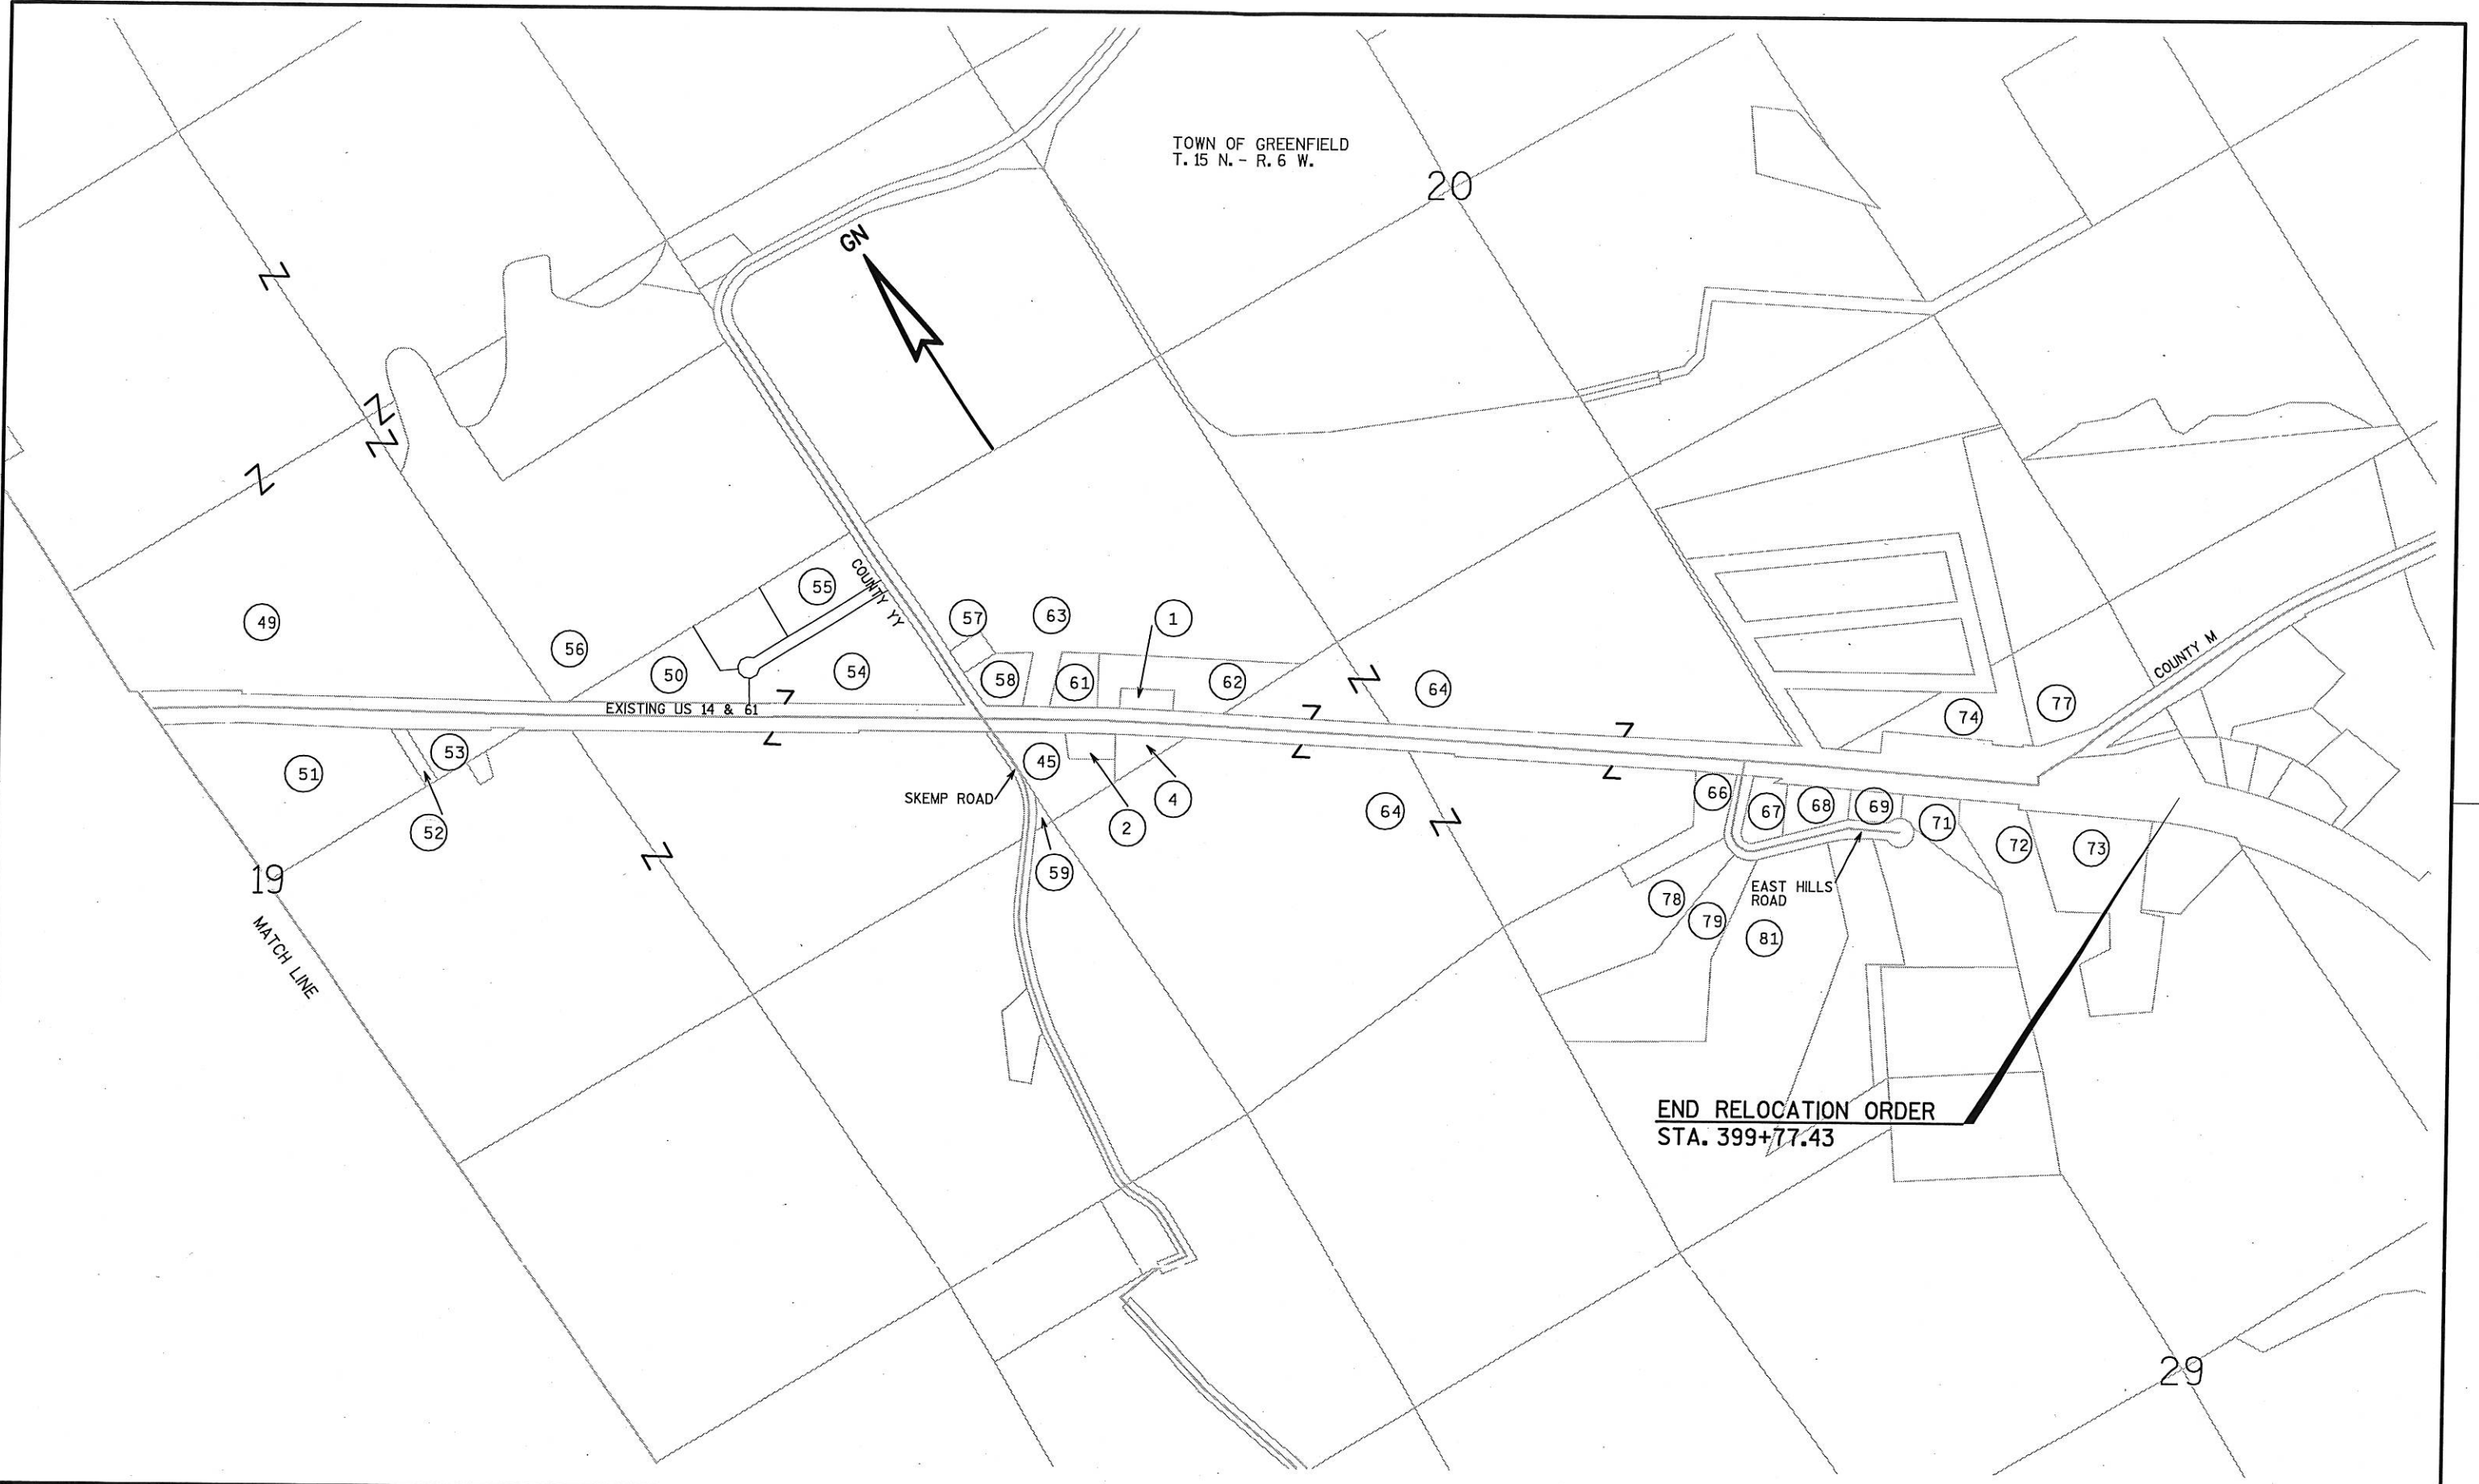 TOWN OF GREENFIELD
T. 15 N. - R. 6 W.
20
GN
COUNTY YY
55
57
63
1
49
56
50
54
58
61
62
64
COUNTY M
74
77
EXISTING US 14 & 61
51
53
52
45
SKEMP ROAD
2
4
59
64
66
67
68
69
71
72
73
19
MATCH LINE
78
79
81
EAST HILLS
ROAD
END RELOCATION ORDER
STA. 399+77.43
29